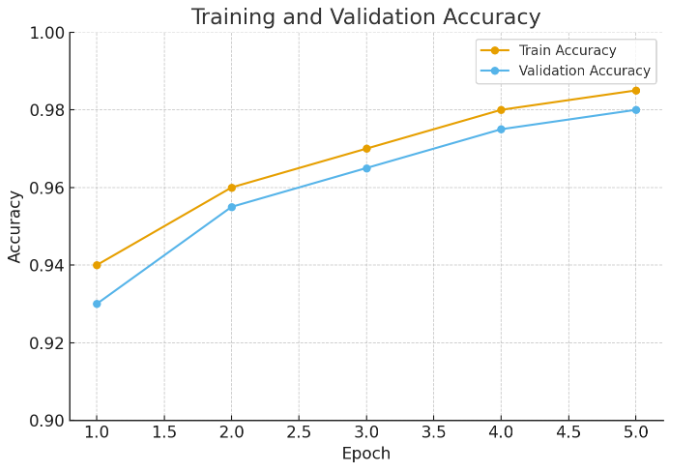 Training and Validation Accuracy
1.00
0.98
0.96
0.94
0.92
0.90
Accuracy
Train Accuracy
Validation Accuracy
1.0 1.5 2.0 2.5 3.0 3.5 4.0 4.5 5.0
Epoch